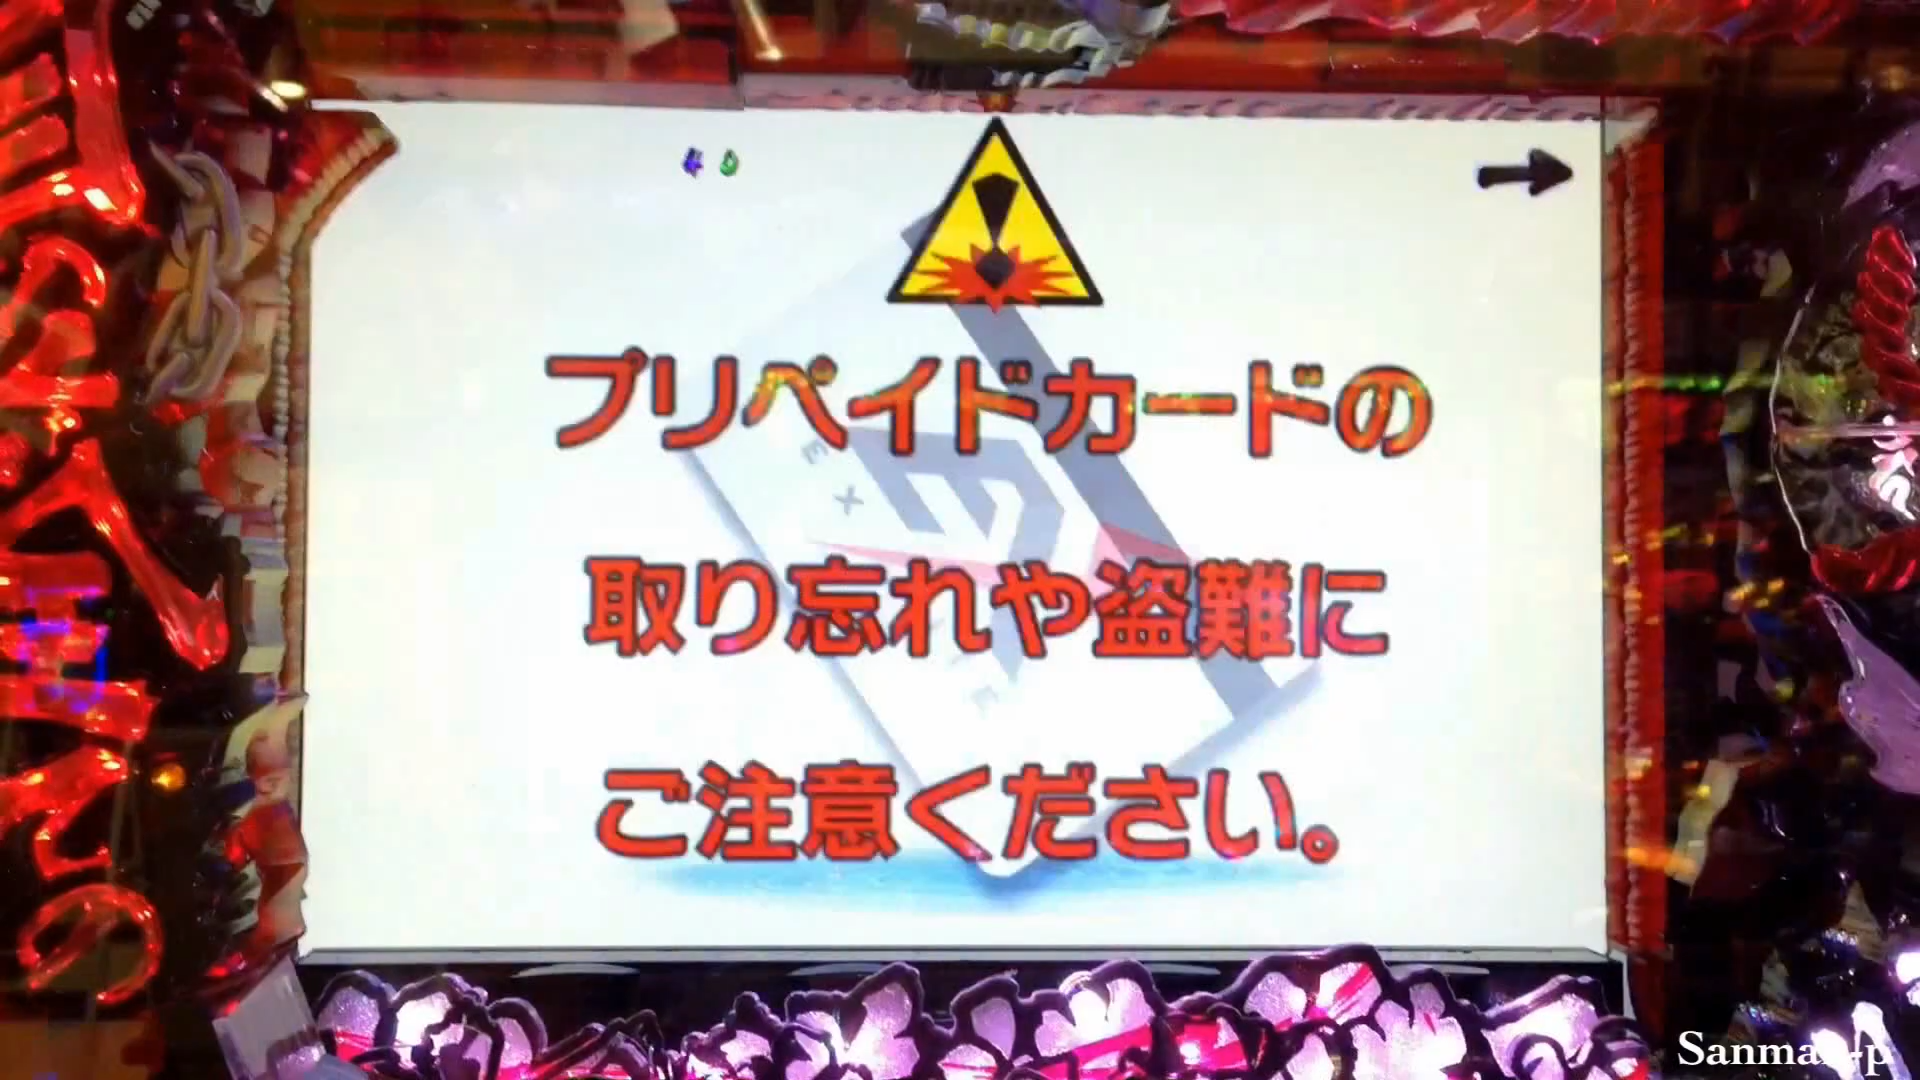 プリペイドカードの
取り忘れや盗難に
ご注意ください。